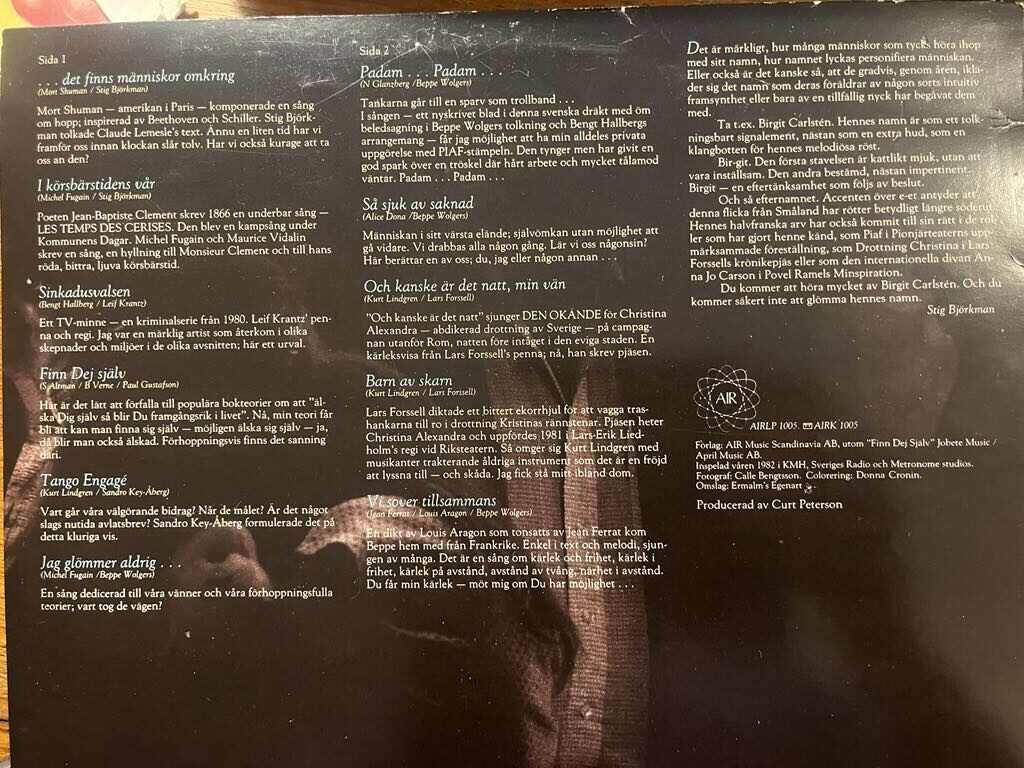 Sida 1
. . . det finns människor omkring
(Mort Shuman / Stig Björkman)
Mort Shuman — amerikan i Paris — komponerade en sång
om hopp; inspirerad av Beethoven och Schiller. Stig Björk-
man tolkade Claude Lemesle's text. Ännu en liten tid har vi
framför oss innan klockan slår tolv. Har vi också kurage att ta
oss an den?
I körsbärstidens vår
(Michel Fugain / Stig Björkman)
Poeten Jean-Baptiste Clement skrev 1866 en underbar sång —
LES TEMPS DES CERISES. Den blev en kampsång under
Kommunens Dagar. Michel Fugain och Maurice Vidalin
skrev en sång, en hyllning till Monsieur Clement och till hans
röda, bittra, ljuva körsbärstid.
Sinkadusvalsen
(Bengt Hallberg / Leif Krantz)
Ett TV-minne — en kriminalserie från 1980. Leif Krantz' pen-
na och regi. Jag var en märklig artist som återkom i olika
skepnader och miljöer i de olika avsnitten; här ett urval.
Finn Dej själv
(S Altman / B Verne / Paul Gustafson)
Här är det lätt att förfalla till populära bokteorier om att "äl-
ska Dig själv så blir Du framgångsrik i livet". Nå, min teori får
bli att kan man finna sig själv — möjligen älska sig själv — ja,
då blir man också älskad. Förhoppningsvis finns det sanning
däri.
Tango Engagé
(Kurt Lindgren / Sandro Key-Åberg)
Vart går våra välgörande bidrag? Når de målet? Är det något
slags nutida avlatsbrev? Sandro Key-Åberg formulerade det på
detta kluriga vis.
Jag glömmer aldrig . . .
(Michel Fugain /Beppe Wolgers)
En sång dedicerad till våra vänner och våra förhoppningsfulla
teorier; vart tog de vägen?
Sida 2
Padam . . . Padam . . .
(N Glanzberg /Beppe Wolgers)
Tankarna går till en sparv som trollband . . .
I sången — ett nyskrivet blad i denna svenska dräkt med öm
beledsagning i Beppe Wolgers tolkning och Bengt Hallbergs
arrangemang — får jag möjlighet att ha min alldeles privata
uppgörelse med PIAF-stämpeln. Den tynger men har givit en
god spark över en tröskel där hårt arbete och mycket tålamod
väntar. Padam . . . Padam . . .
Så sjuk av saknad
(Alice Dona /Beppe Wolgers)
Människan i sitt värsta elände; självömkan utan möjlighet att
gå vidare. Vi drabbas alla någon gång. Lär vi oss någonsin?
Här berättar en av oss; du, jag eller någon annan . . .
Och kanske är det natt, min vän
(Kurt Lindgren / Lars Forssell)
"Och kanske är det natt" sjunger DEN OKÄNDE för Christina
Alexandra — abdikerad drottning av Sverige — på campag-
nan utanför Rom, natten före intåget i den eviga staden. En
kärleksvisa från Lars Forssell's penna; nå, han skrev pjäsen.
Barn av skarn
(Kurt Lindgren / Lars Forssell)
Lars Forssell diktade ett bittert ekorrhjul för att vagga tras-
hankarna till ro i drottning Kristinas rännstenar. Pjäsen heter
Christina Alexandra och uppfördes 1981 i Lars-Erik Lied-
holm's regi vid Riksteatern. Så omger sig Kurt Lindgren med
musikanter trakterande åldriga instrument som det är en fröjd
att lyssna till — och skåda. Jag fick stå mitt ibland dom.
Vi sover tillsammans
(Jean Ferrat / Louis Aragon / Beppe Wolgers)
En dikt av Louis Aragon som tonsatts av Jean Ferrat kom
Beppe hem med från Frankrike. Enkel i text och melodi, sjun-
gen av många. Det är en sång om kärlek och frihet, kärlek i
frihet, kärlek på avstånd, avstånd av tvång, närhet i avstånd.
Du får min kärlek — möt mig om Du har möjlighet . . .
Det är märkligt, hur många människor som tycks höra ihop
med sitt namn, hur namnet lyckas personifiera människan.
Eller också är det kanske så, att de gradvis, genom åren, iklä-
der sig det namn som deras föräldrar av någon sorts intuitiv
framsynthet eller bara av en tillfällig nyck har begåvat dem
med.
Ta t.ex. Birgit Carlstén. Hennes namn är som ett tolk-
ningsbart signalement, nästan som en extra hud, som en
klangbotten för hennes melodiösa röst.
Bir-git. Den första stavelsen är kattlikt mjuk, utan att
vara inställsam. Den andra bestämd, nästan impertinent.
Birgit — en eftertänksamhet som följs av beslut.
Och så efternamnet. Accenten över e-et antyder att
denna flicka från Småland har rötter betydligt längre söderut.
Hennes halvfranska arv har också kommit till sin rätt i de rol-
ler som har gjort henne känd, som Piaf i Pionjärteaterns upp-
märksammade föreställning, som Drottning Christina i Lars
Forssells krönikepjäs eller som den internationella divan An-
na Jo Carson i Povel Ramels Minspiration.
Du kommer att höra mycket av Birgit Carlstén. Och du
kommer säkert inte att glömma hennes namn.
Stig Björkman
AIR
AIRLP 1005. AIRK 1005
Förlag: AIR Music Scandinavia AB, utom "Finn Dej Själv" Jobete Music /
April Music AB.
Inspelad våren 1982 i KMH, Sveriges Radio och Metronome studios.
Fotograf: Calle Bengtsson. Colorering: Donna Cronin.
Omslag: Ermalm's Egenart
Producerad av Curt Peterson